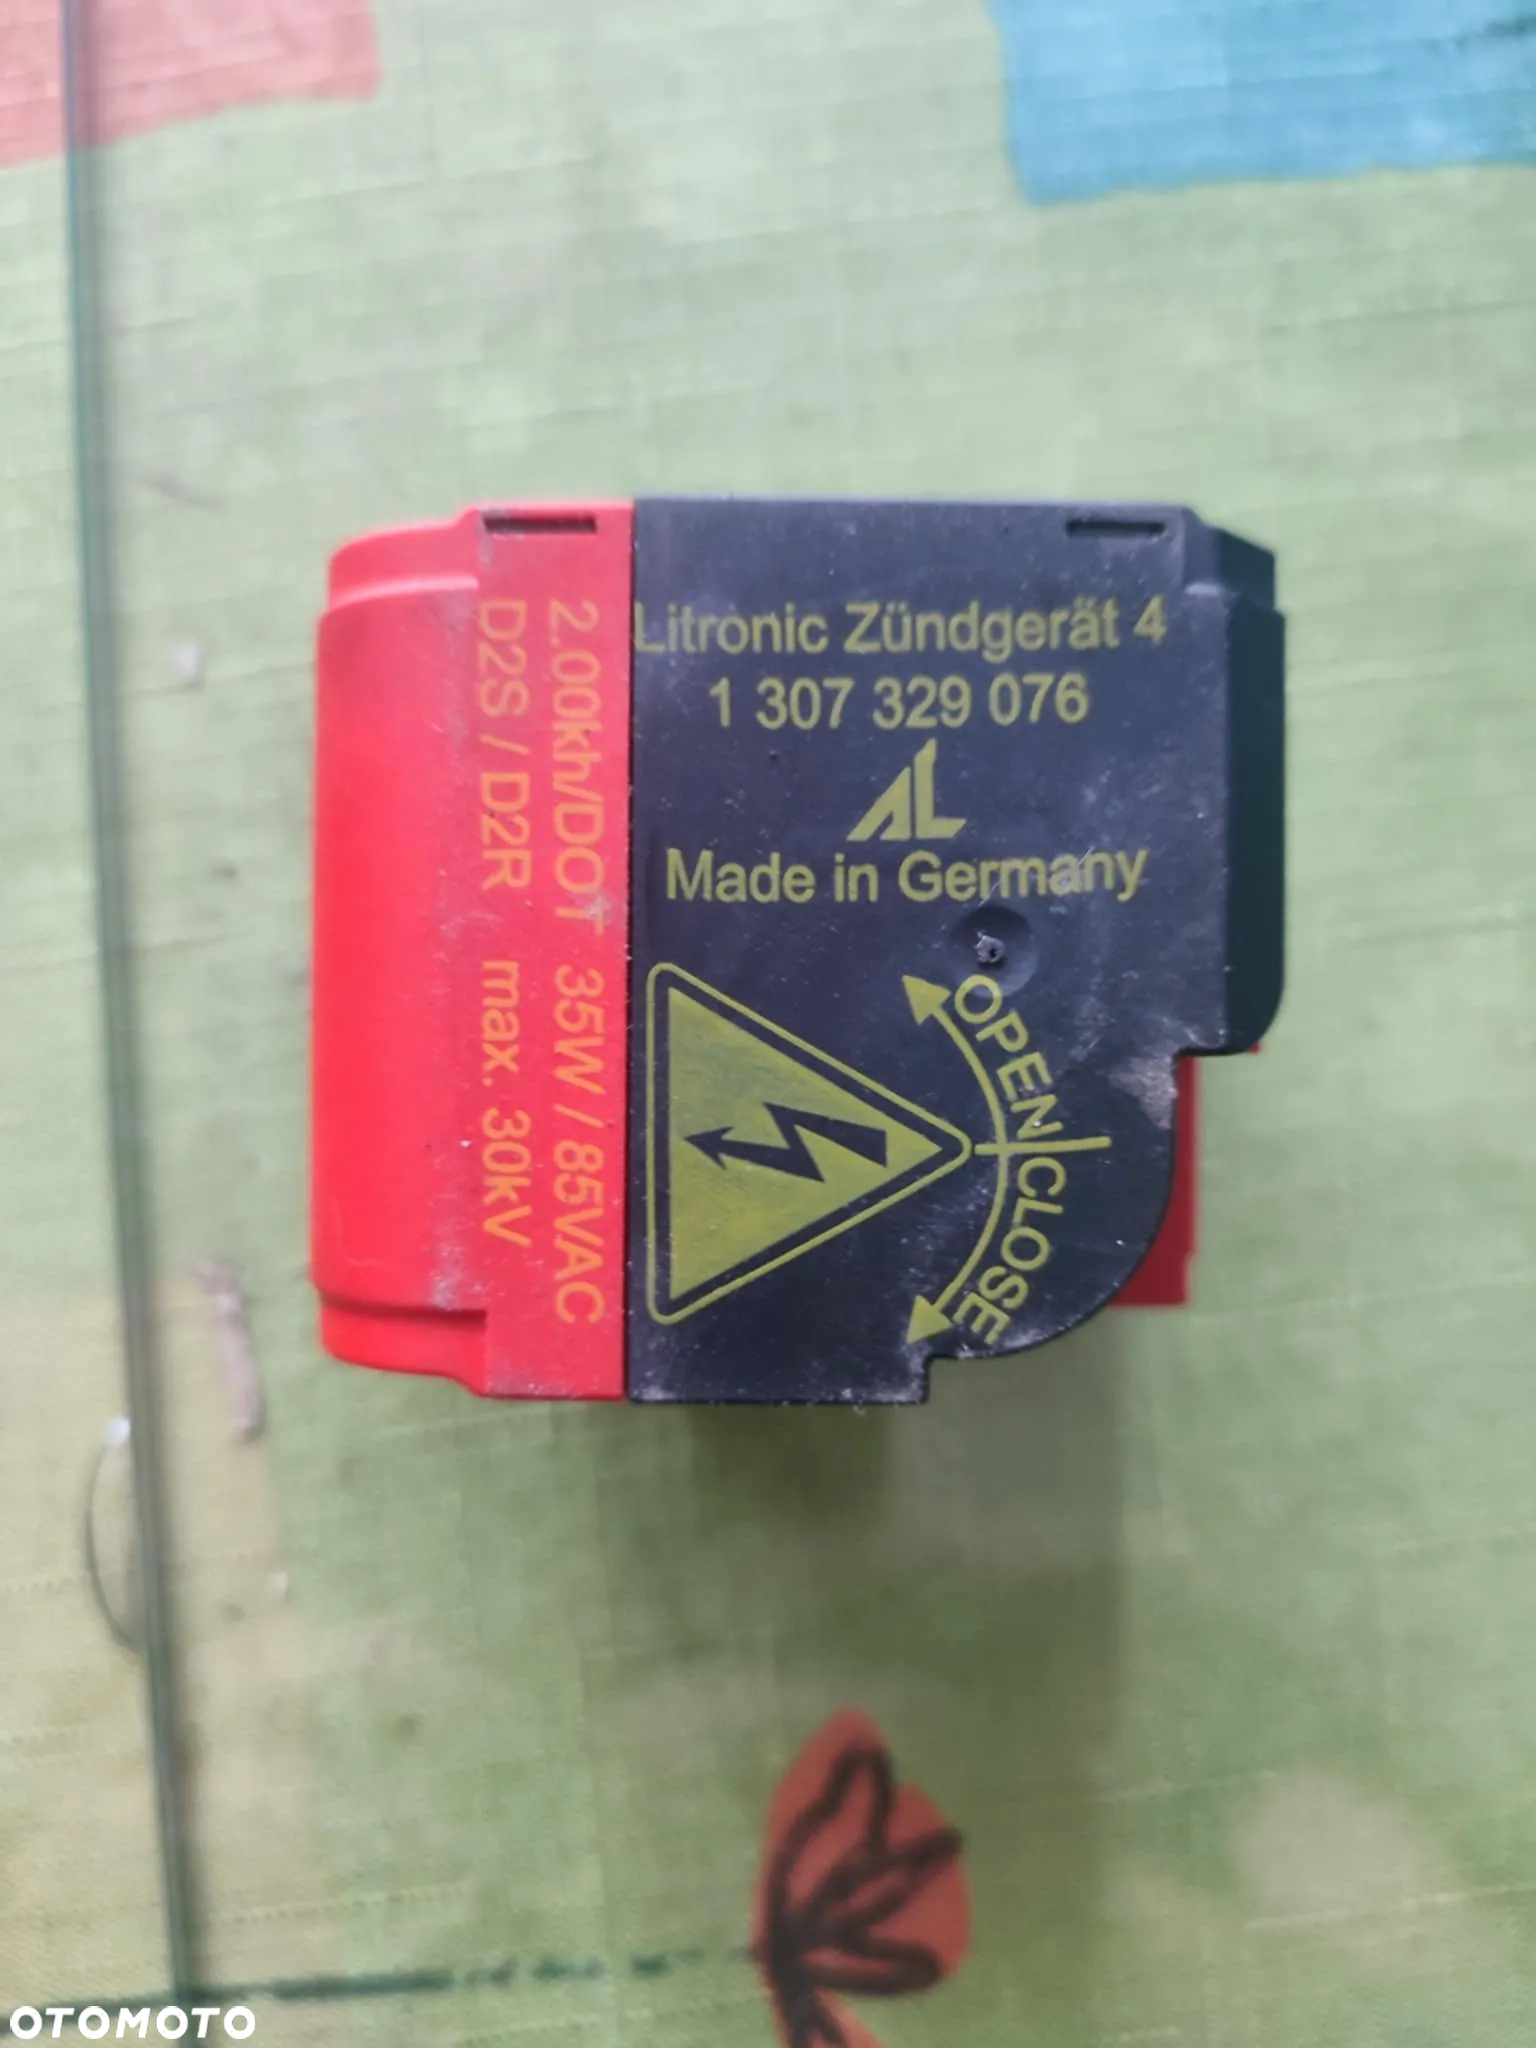 Litronic Zündgerät 4
1 307 329 076
AL
Made in Germany
OPEN/CLOSE
2.00kh/DOT 35W / 85VAC
D2S / D2R max. 30kV
OTOMOTO